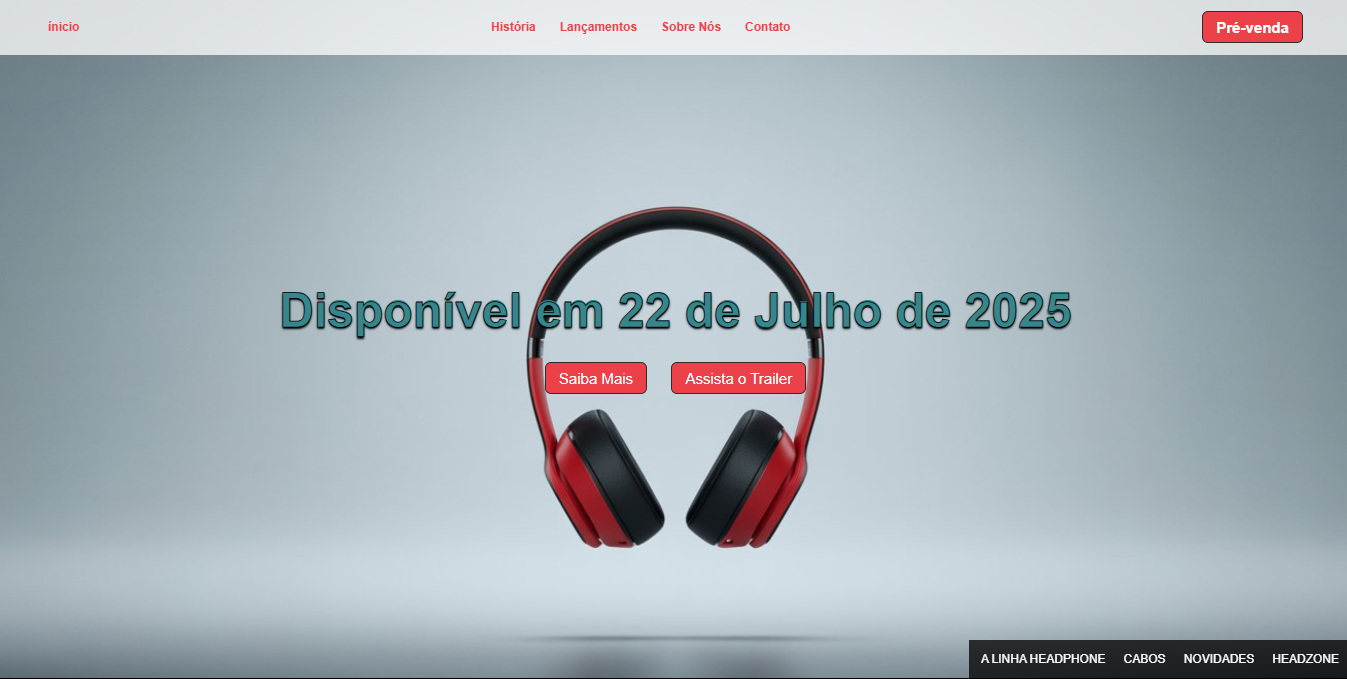 ínicio
História Lançamentos Sobre Nós Contato
Pré-venda
Disponível em 22 de Julho de 2025
Saiba Mais
Assista o Trailer
A LINHA HEADPHONE CABOS NOVIDADES HEADZONE